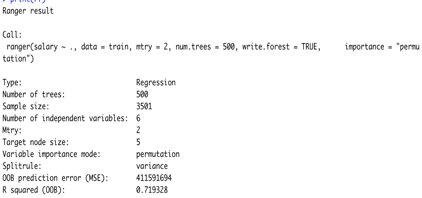 > print(rf)
Ranger result
Call:
ranger(salary ~ ., data = train, mtry = 2, num.trees = 500, write.forest = TRUE, importance = "permu
tation")
Type: Regression
Number of trees: 500
Sample size: 3501
Number of independent variables: 6
Mtry: 2
Target node size: 5
Variable importance mode: permutation
Splitrule: variance
OOB prediction error (MSE): 411591694
R squared (OOB): 0.719328